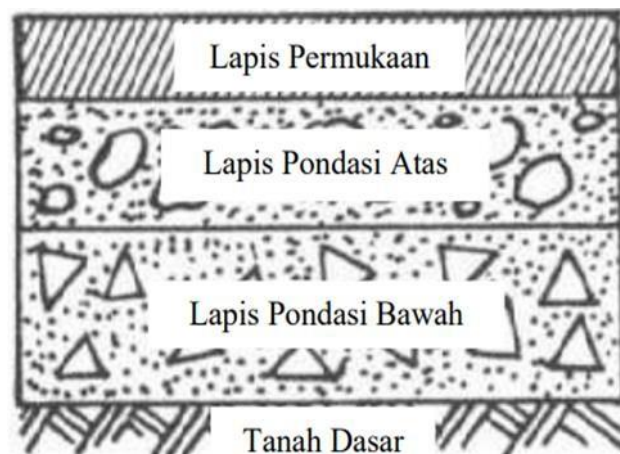 Lapis Permukaan
Lapis Pondasi Atas
Lapis Pondasi Bawah
Tanah Dasar